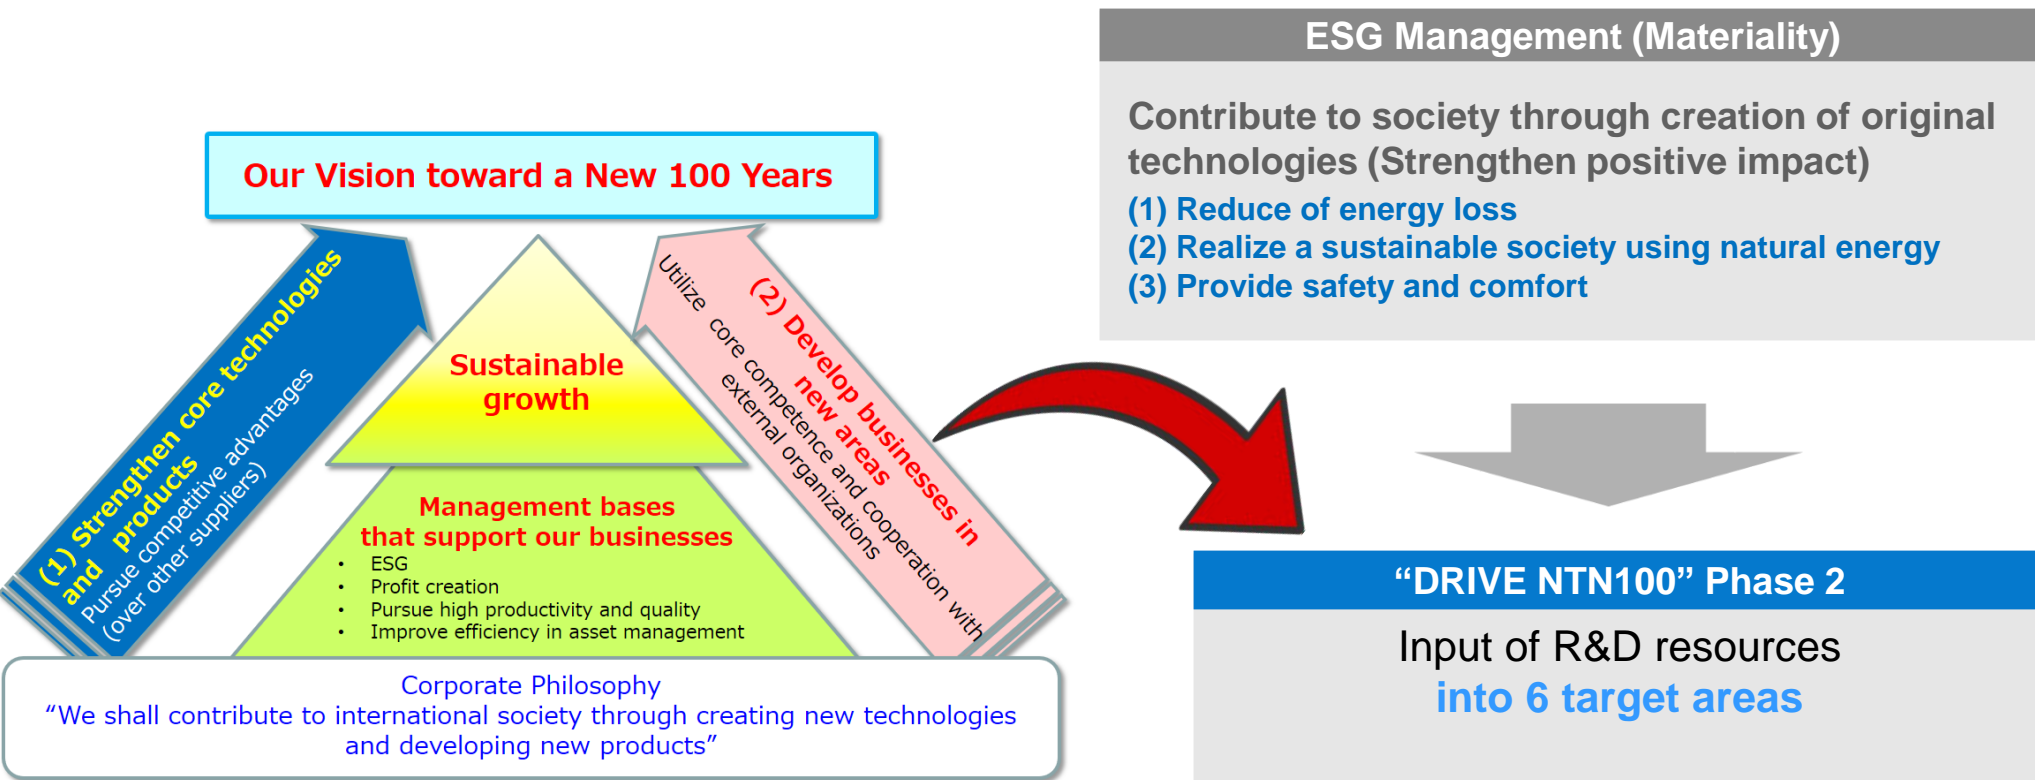 Our Vision toward a New 100 Years
(1) Strengthen core technologies
and products
Pursue competitive advantages
(over other suppliers)
Sustainable
growth
(2) Develop businesses in
new areas
Utilize core competence and cooperation with
external organizations
Management bases
that support our businesses
• ESG
• Profit creation
• Pursue high productivity and quality
• Improve efficiency in asset management
Corporate Philosophy
“We shall contribute to international society through creating new technologies
and developing new products”
ESG Management (Materiality)
Contribute to society through creation of original
technologies (Strengthen positive impact)
(1) Reduce of energy loss
(2) Realize a sustainable society using natural energy
(3) Provide safety and comfort
“DRIVE NTN100” Phase 2
Input of R&D resources
into 6 target areas